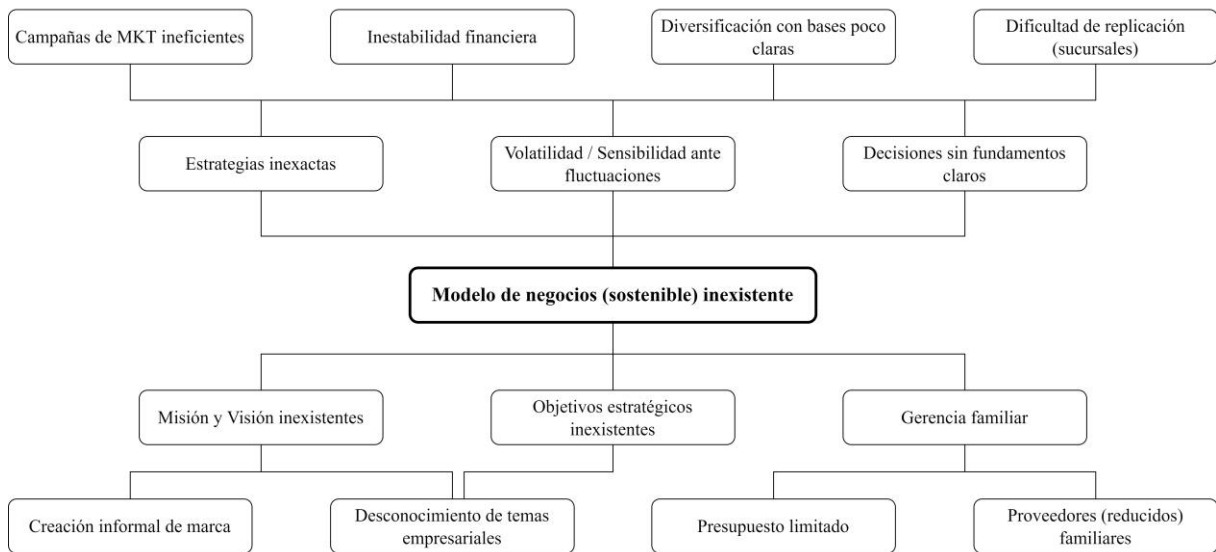 Campañas de MKT ineficientes
Inestabilidad financiera
Diversificación con bases poco
claras
Dificultad de replicación
(sucursales)
Estrategias inexactas
Volatilidad / Sensibilidad ante
fluctuaciones
Decisiones sin fundamentos
claros
Modelo de negocios (sostenible) inexistente
Misión y Visión inexistentes
Objetivos estratégicos
inexistentes
Gerencia familiar
Creación informal de marca
Desconocimiento de temas
empresariales
Presupuesto limitado
Proveedores (reducidos)
familiares